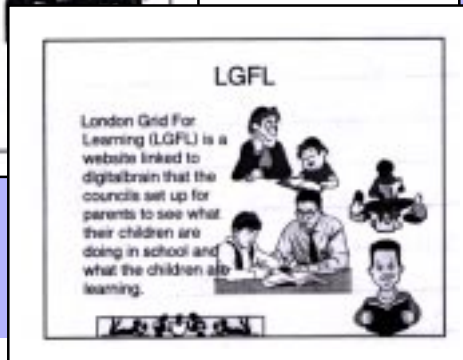 LGFL
London Grid For
Learning (LGFL) is a
website linked to
digitalbrain that the
councils set up for
parents to see what
their children are
doing in school and
what the children are
learning.